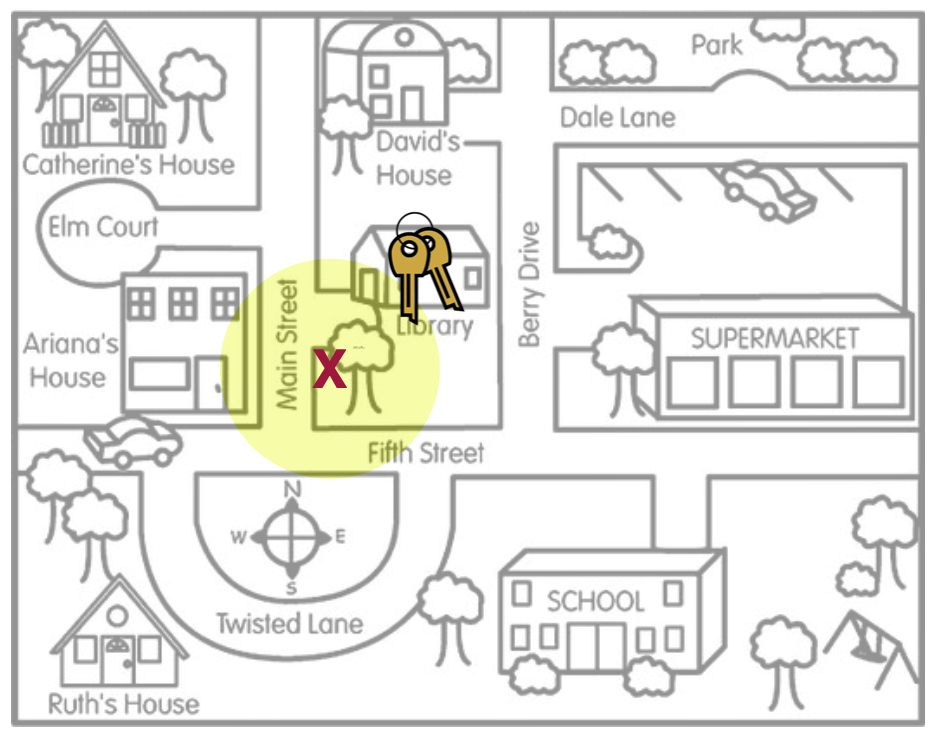 Park
Dale Lane
David's
House
Catherine's House
Elm Court
Main Street
Berry Drive
Library
SUPERMARKET
Ariana's
House
X
Fifth Street
N
W
E
S
Twisted Lane
SCHOOL
Ruth's House